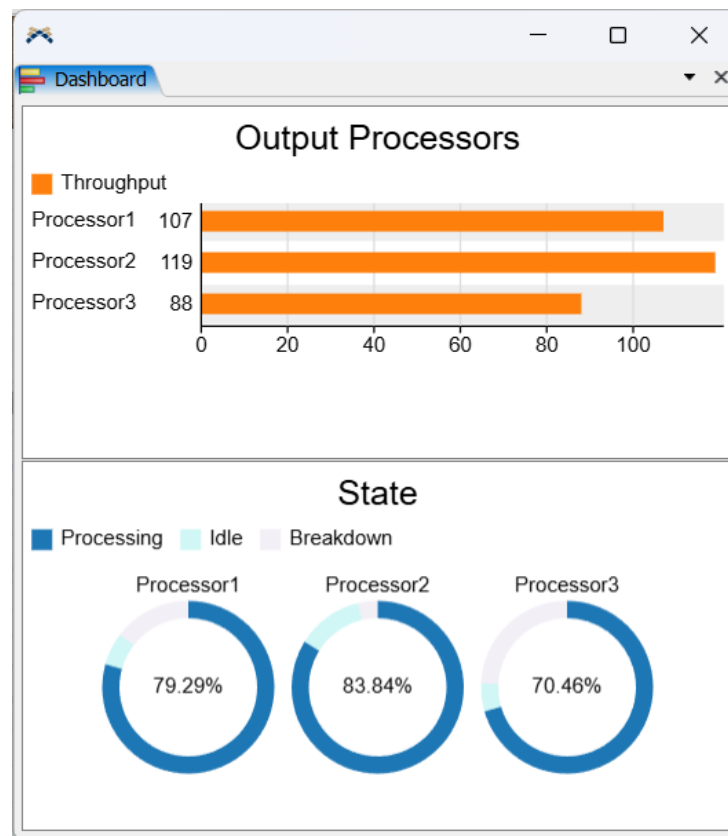 Dashboard
Output Processors
Throughput
Processor1 107
Processor2 119
Processor3 88
0 20 40 60 80 100
State
Processing Idle Breakdown
Processor1 Processor2 Processor3
79.29% 83.84% 70.46%